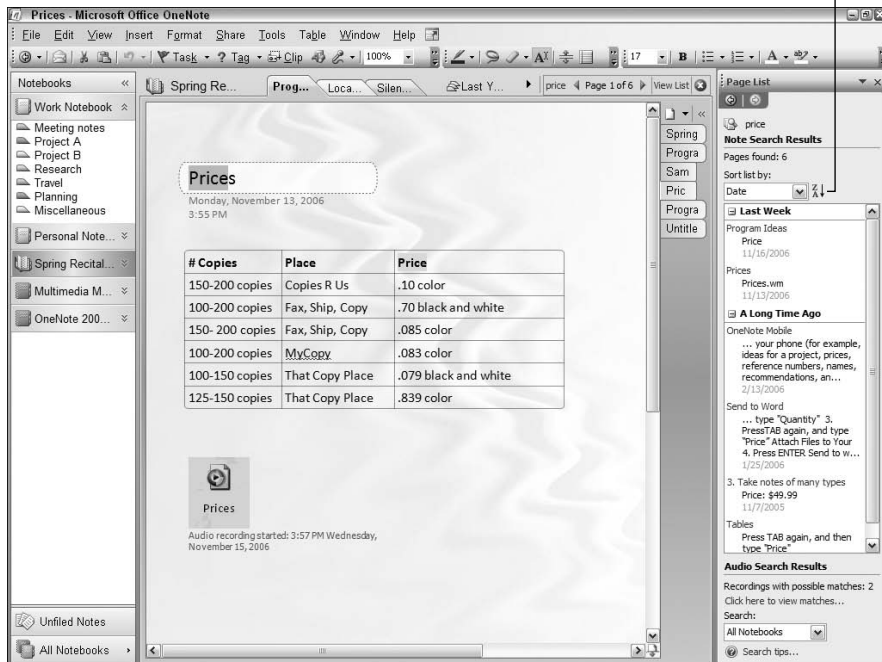 Prices - Microsoft Office OneNote
File Edit View Insert Format Share Tools Table Window Help
Task ? Tag Clip 100% 17 B A
Notebooks
Work Notebook
Meeting notes
Project A
Project B
Research
Travel
Planning
Miscellaneous
Personal Note...
Spring Recital...
Multimedia M...
OneNote 200...
Unfiled Notes
All Notebooks
Spring Re... Prog... Loca... Silen... Last Y... price Page 1 of 6 View List
Prices
Monday, November 13, 2006
3:55 PM
# Copies Place Price
150-200 copies Copies R Us .10 color
100-200 copies Fax, Ship, Copy .70 black and white
150- 200 copies Fax, Ship, Copy .085 color
100-200 copies MyCopy .083 color
100-150 copies That Copy Place .079 black and white
125-150 copies That Copy Place .839 color
Prices
Audio recording started: 3:57 PM Wednesday,
November 15, 2006
Spring
Progra
Sam
Pric
Progra
Untitle
Page List
price
Note Search Results
Pages found: 6
Sort list by:
Date
Last Week
Program Ideas
Price
11/16/2006
Prices
Prices.wm
11/13/2006
A Long Time Ago
OneNote Mobile
... your phone (for example,
ideas for a project, prices,
reference numbers, names,
recommendations, an...
2/13/2006
Send to Word
... type "Quantity" 3.
PressTAB again, and type
"Price" Attach Files to Your
4. Press ENTER Send to w...
1/25/2006
3. Take notes of many types
Price: $49.99
11/7/2005
Tables
Press TAB again, and then
type "Price"
Audio Search Results
Recordings with possible matches: 2
Click here to view matches...
Search:
All Notebooks
Search tips...